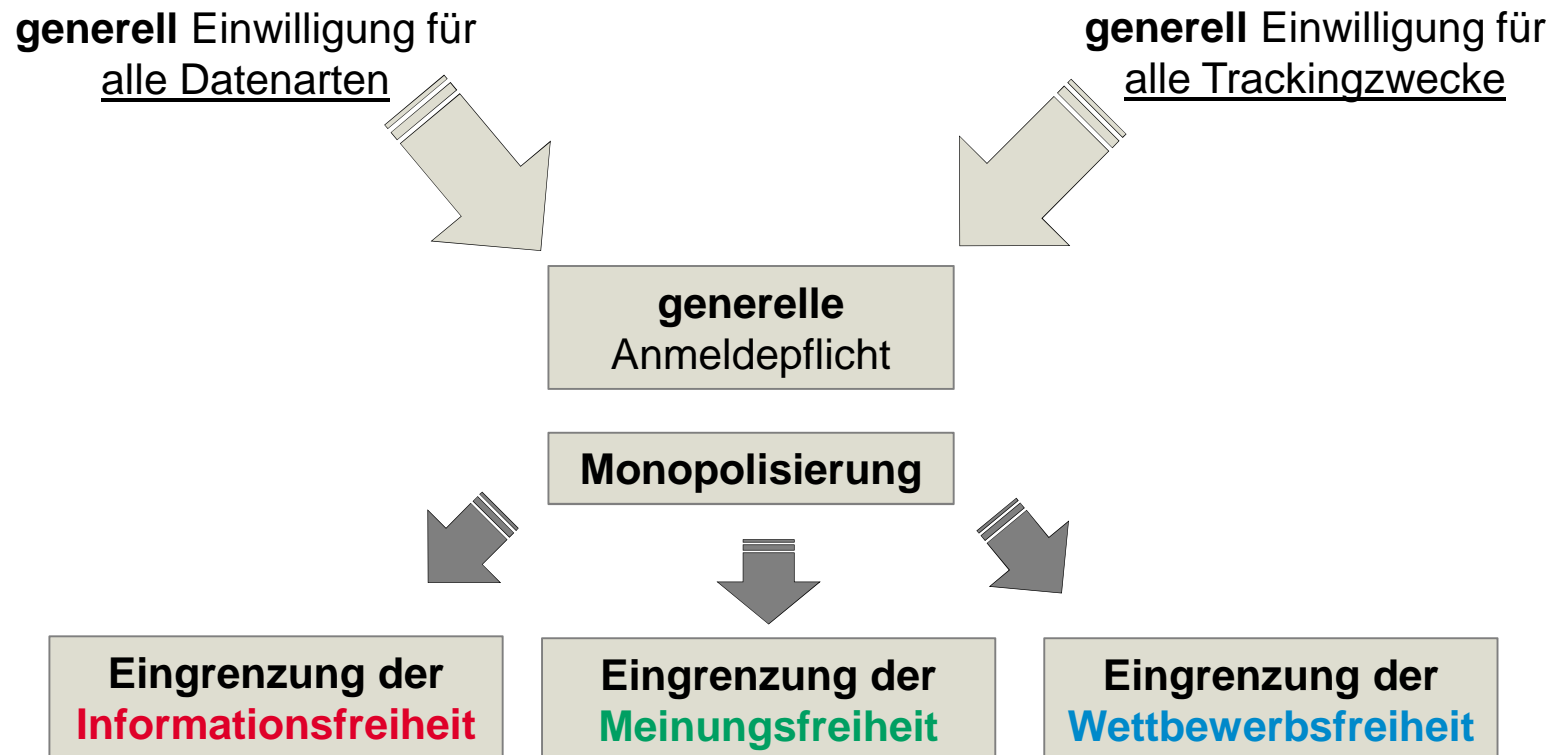 generell Einwilligung für
alle Datenarten
generell Einwilligung für
alle Trackingzwecke
generelle
Anmeldepflicht
Monopolisierung
Eingrenzung der
Informationsfreiheit
Eingrenzung der
Meinungsfreiheit
Eingrenzung der
Wettbewerbsfreiheit